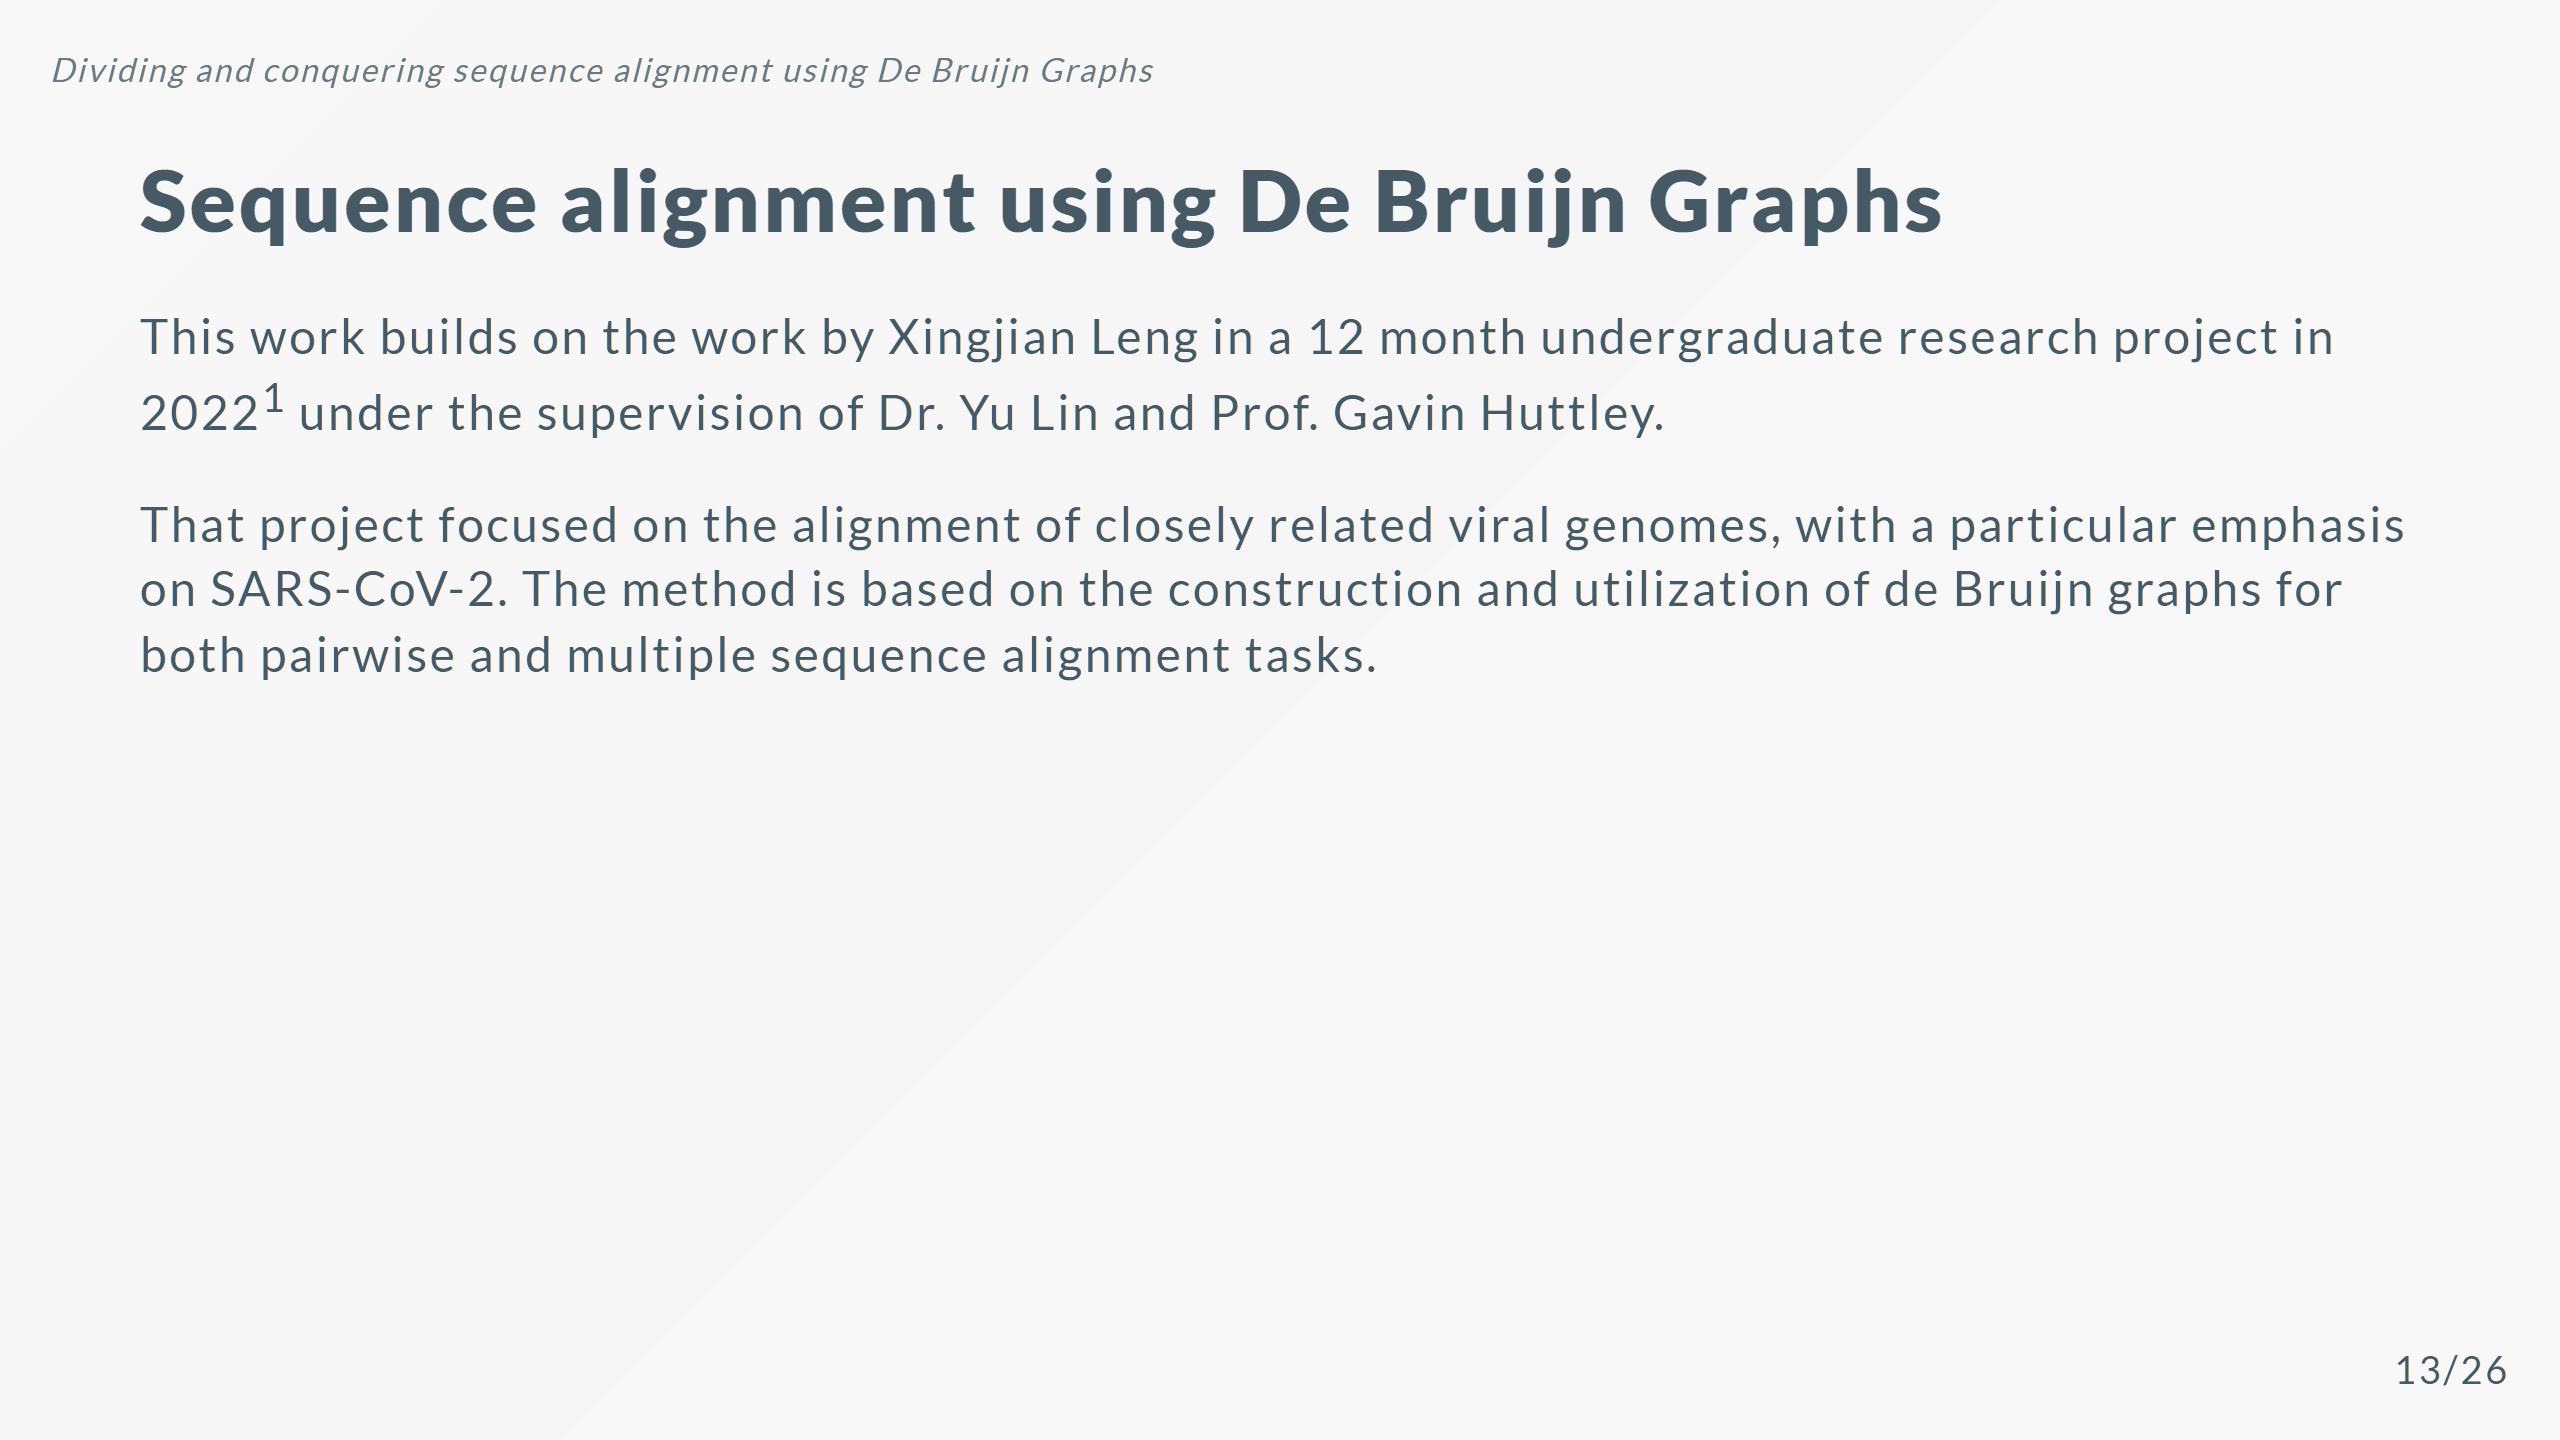 Dividing and conquering sequence alignment using De Bruijn Graphs
Sequence alignment using De Bruijn Graphs
This work builds on the work by Xingjian Leng in a 12 month undergraduate research project in
2022¹ under the supervision of Dr. Yu Lin and Prof. Gavin Huttley.
That project focused on the alignment of closely related viral genomes, with a particular emphasis
on SARS-CoV-2. The method is based on the construction and utilization of de Bruijn graphs for
both pairwise and multiple sequence alignment tasks.
13/26